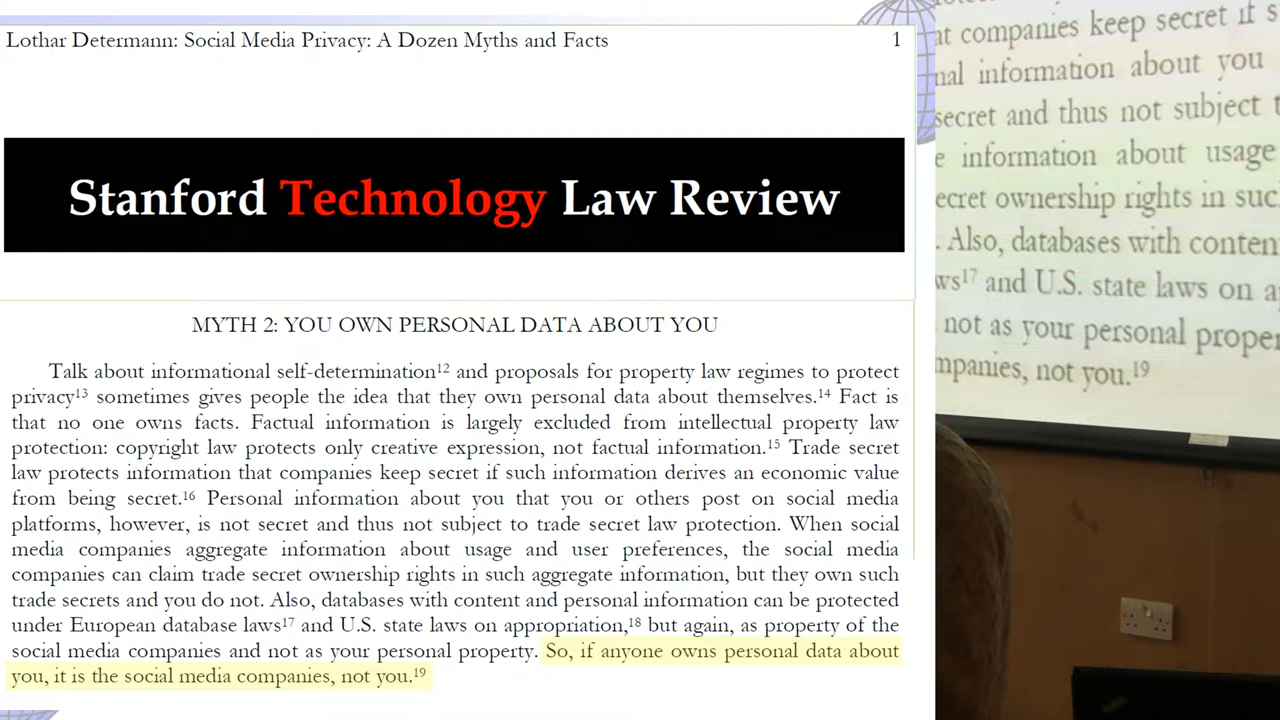 Lothar Determann: Social Media Privacy: A Dozen Myths and Facts 1
Stanford Technology Law Review
MYTH 2: YOU OWN PERSONAL DATA ABOUT YOU
Talk about informational self-determination¹² and proposals for property law regimes to protect
privacy¹³ sometimes gives people the idea that they own personal data about themselves.¹⁴ Fact is
that no one owns facts. Factual information is largely excluded from intellectual property law
protection: copyright law protects only creative expression, not factual information.¹⁵ Trade secret
law protects information that companies keep secret if such information derives an economic value
from being secret.¹⁶ Personal information about you that you or others post on social media
platforms, however, is not secret and thus not subject to trade secret law protection. When social
media companies aggregate information about usage and user preferences, the social media
companies can claim trade secret ownership rights in such aggregate information, but they own such
trade secrets and you do not. Also, databases with content and personal information can be protected
under European database laws¹⁷ and U.S. state laws on appropriation,¹⁸ but again, as property of the
social media companies and not as your personal property. So, if anyone owns personal data about
you, it is the social media companies, not you.¹⁹
at companies keep secret if s
nal information about you
secret and thus not subject t
e information about usage
ecret ownership rights in suc
. Also, databases with conten
ws¹⁷ and U.S. state laws on a
not as your personal proper
mpanies, not you.¹⁹